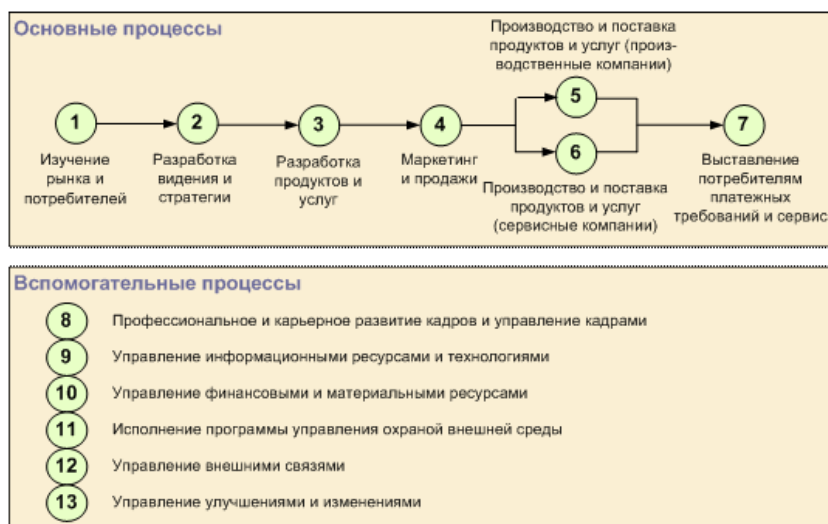 Основные процессы
1
Изучение
рынка и
потребителей
2
Разработка
видения и
стратегии
3
Разработка
продуктов и
услуг
4
Маркетинг
и продажи
Производство и поставка
продуктов и услуг (произ-
водственные компании)
5
6
Производство и поставка
продуктов и услуг
(сервисные компании)
7
Выставление
потребителям
платежных
требований и сервис
Вспомогательные процессы
8 Профессиональное и карьерное развитие кадров и управление кадрами
9 Управление информационными ресурсами и технологиями
10 Управление финансовыми и материальными ресурсами
11 Исполнение программы управления охраной внешней среды
12 Управление внешними связями
13 Управление улучшениями и изменениями